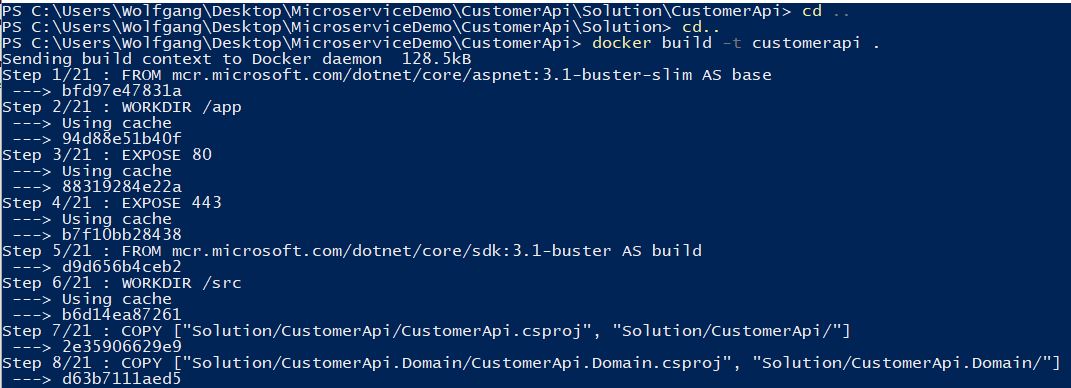 PS C:\Users\Wolfgang\Desktop\MicroserviceDemo\CustomerApi\Solution\CustomerApi> cd ..
PS C:\Users\Wolfgang\Desktop\MicroserviceDemo\CustomerApi\Solution> cd..
PS C:\Users\Wolfgang\Desktop\MicroserviceDemo\CustomerApi> docker build -t customerapi .
Sending build context to Docker daemon  128.5kB
Step 1/21 : FROM mcr.microsoft.com/dotnet/core/aspnet:3.1-buster-slim AS base
 ---> bfd97e47831a
Step 2/21 : WORKDIR /app
 ---> Using cache
 ---> 94d88e51b40f
Step 3/21 : EXPOSE 80
 ---> Using cache
 ---> 88319284e22a
Step 4/21 : EXPOSE 443
 ---> Using cache
 ---> b7f10bb28438
Step 5/21 : FROM mcr.microsoft.com/dotnet/core/sdk:3.1-buster AS build
 ---> d9d656b4ceb2
Step 6/21 : WORKDIR /src
 ---> Using cache
 ---> b6d14ea87261
Step 7/21 : COPY ["Solution/CustomerApi/CustomerApi.csproj", "Solution/CustomerApi/"]
 ---> 2e35906629e9
Step 8/21 : COPY ["Solution/CustomerApi.Domain/CustomerApi.Domain.csproj", "Solution/CustomerApi.Domain/"]
 ---> d63b7111aed5